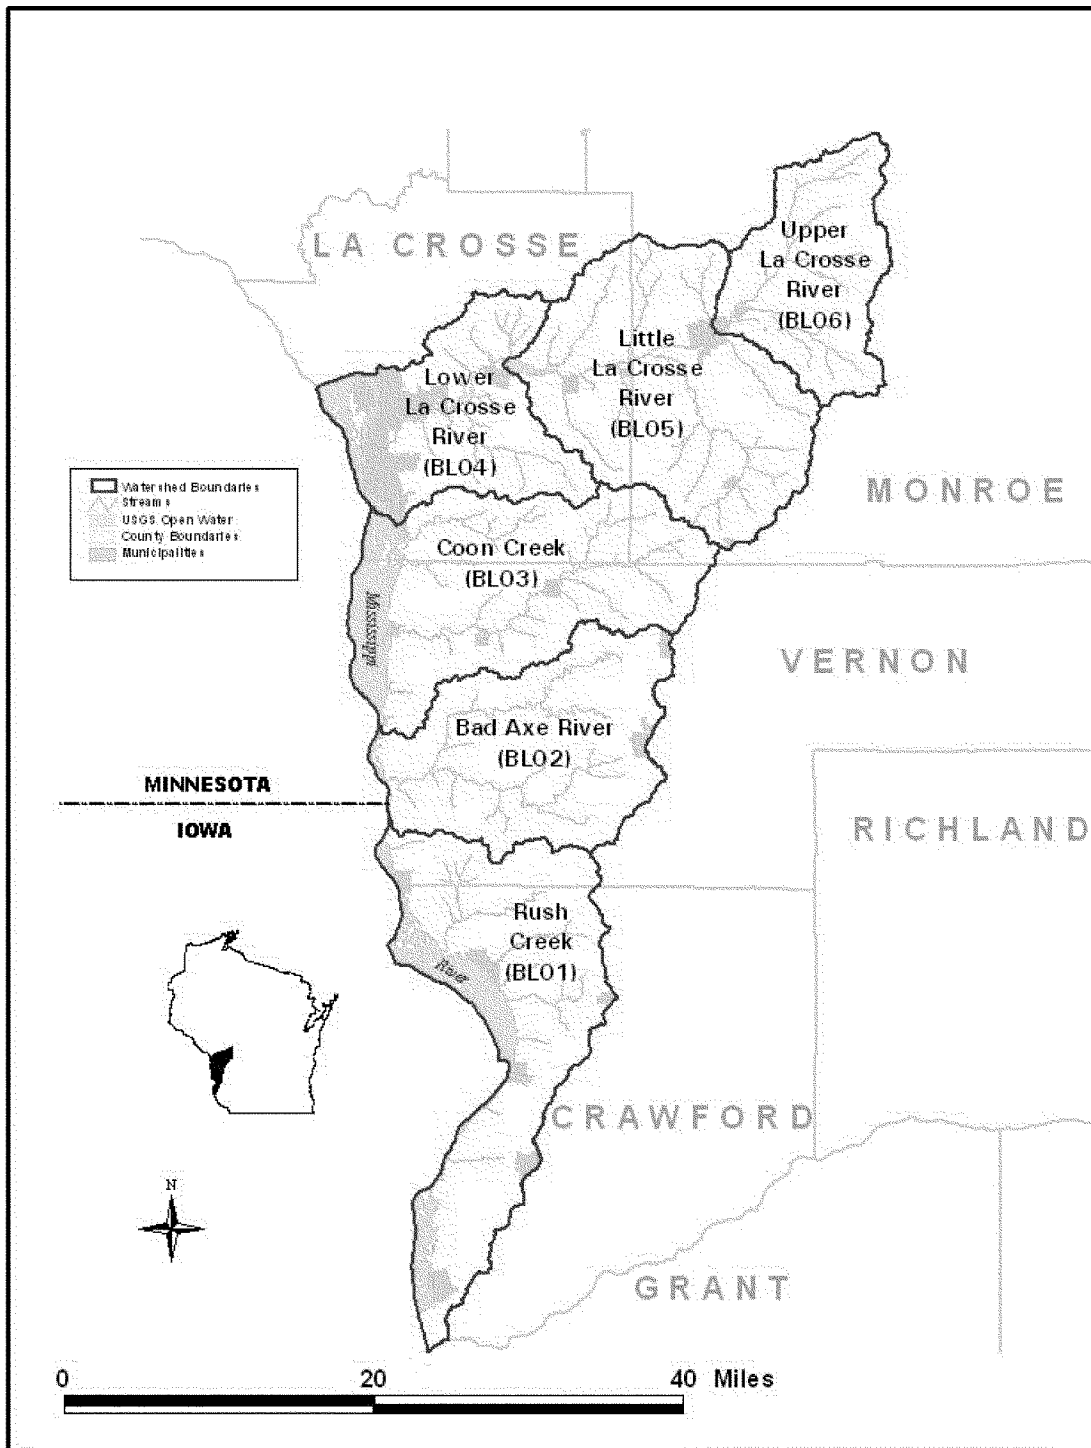 LA CROSSE
Upper
La Crosse
River
(BL06)
Little
La Crosse
River
(BL05)
Lower
La Crosse
River
(BL04)
MONROE
Watershed Boundaries
Streams
USGS Open Water
County Boundaries
Municipalities
Coon Creek
(BL03)
Mississippi
VERNON
Bad Axe River
(BL02)
MINNESOTA
IOWA
RICHLAND
Rush
Creek
(BL01)
River
CRAWFORD
N
GRANT
0 20 40 Miles